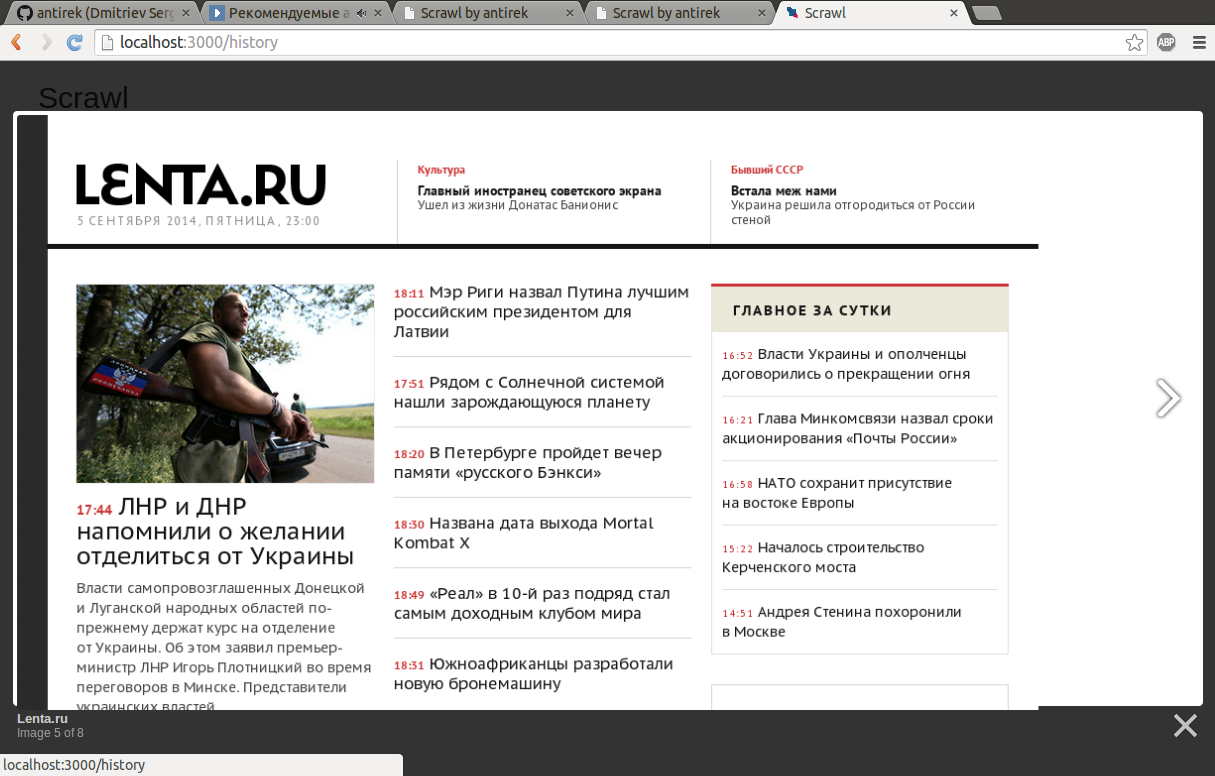 antirek (Dmitriev Serg
Рекомендуемые а
Scrawl by antirek
Scrawl by antirek
Scrawl
localhost:3000/history
ABP
Scrawl
LENTA.RU
5 СЕНТЯБРЯ 2014, ПЯТНИЦА, 23:00
Культура
Главный иностранец советского экрана
Ушел из жизни Донатас Банионис
Бывший СССР
Встала меж нами
Украина решила отгородиться от России
стеной
17:44 ЛНР и ДНР
напомнили о желании
отделиться от Украины
Власти самопровозглашенных Донецкой
и Луганской народных областей по-
прежнему держат курс на отделение
от Украины. Об этом заявил премьер-
министр ЛНР Игорь Плотницкий во время
переговоров в Минске. Представители
украинских властей
18:11 Мэр Риги назвал Путина лучшим
российским президентом для
Латвии
17:51 Рядом с Солнечной системой
нашли зарождающуюся планету
18:20 В Петербурге пройдет вечер
памяти «русского Бэнкси»
18:30 Названа дата выхода Mortal
Kombat X
18:49 «Реал» в 10-й раз подряд стал
самым доходным клубом мира
18:31 Южноафриканцы разработали
новую бронемашину
ГЛАВНОЕ ЗА СУТКИ
16:52 Власти Украины и ополченцы
договорились о прекращении огня
16:21 Глава Минкомсвязи назвал сроки
акционирования «Почты России»
16:58 НАТО сохранит присутствие
на востоке Европы
15:22 Началось строительство
Керченского моста
14:51 Андрея Стенина похоронили
в Москве
Lenta.ru
Image 5 of 8
localhost:3000/history